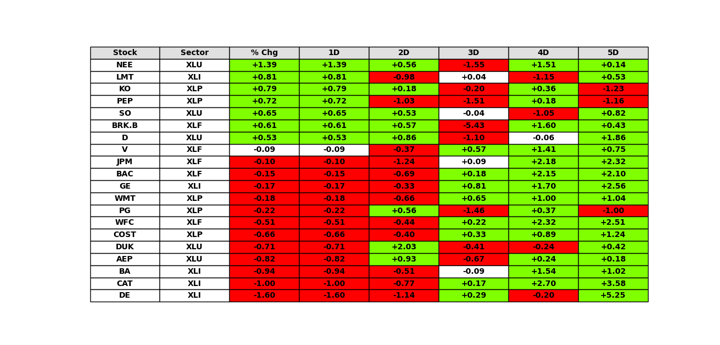 Stock Sector % Chg 1D 2D 3D 4D 5D
NEE XLU +1.39 +1.39 +0.56 -1.55 +1.51 +0.14
LMT XLI +0.81 +0.81 -0.98 +0.04 -1.15 +0.53
KO XLP +0.79 +0.79 +0.18 -0.20 +0.36 -1.23
PEP XLP +0.72 +0.72 -1.03 -1.51 +0.18 -1.16
SO XLU +0.65 +0.65 +0.53 -0.04 -1.05 +0.82
BRK.B XLF +0.61 +0.61 +0.57 -5.43 +1.60 +0.43
D XLU +0.53 +0.53 +0.86 -1.10 -0.06 +1.86
V XLF -0.09 -0.09 -0.37 +0.57 +1.41 +0.75
JPM XLF -0.10 -0.10 -1.24 +0.09 +2.18 +2.32
BAC XLF -0.15 -0.15 -0.69 +0.18 +2.15 +2.10
GE XLI -0.17 -0.17 -0.33 +0.81 +1.70 +2.56
WMT XLP -0.18 -0.18 -0.66 +0.65 +1.00 +1.04
PG XLP -0.22 -0.22 +0.56 -1.46 +0.37 -1.00
WFC XLF -0.51 -0.51 -0.44 +0.22 +2.32 +2.51
COST XLP -0.66 -0.66 -0.40 +0.33 +0.89 +1.24
DUK XLU -0.71 -0.71 +2.03 -0.41 -0.24 +0.42
AEP XLU -0.82 -0.82 +0.93 -0.67 +0.24 +0.18
BA XLI -0.94 -0.94 -0.51 -0.09 +1.54 +1.02
CAT XLI -1.00 -1.00 -0.77 +0.17 +2.70 +3.58
DE XLI -1.60 -1.60 -1.14 +0.29 -0.20 +5.25